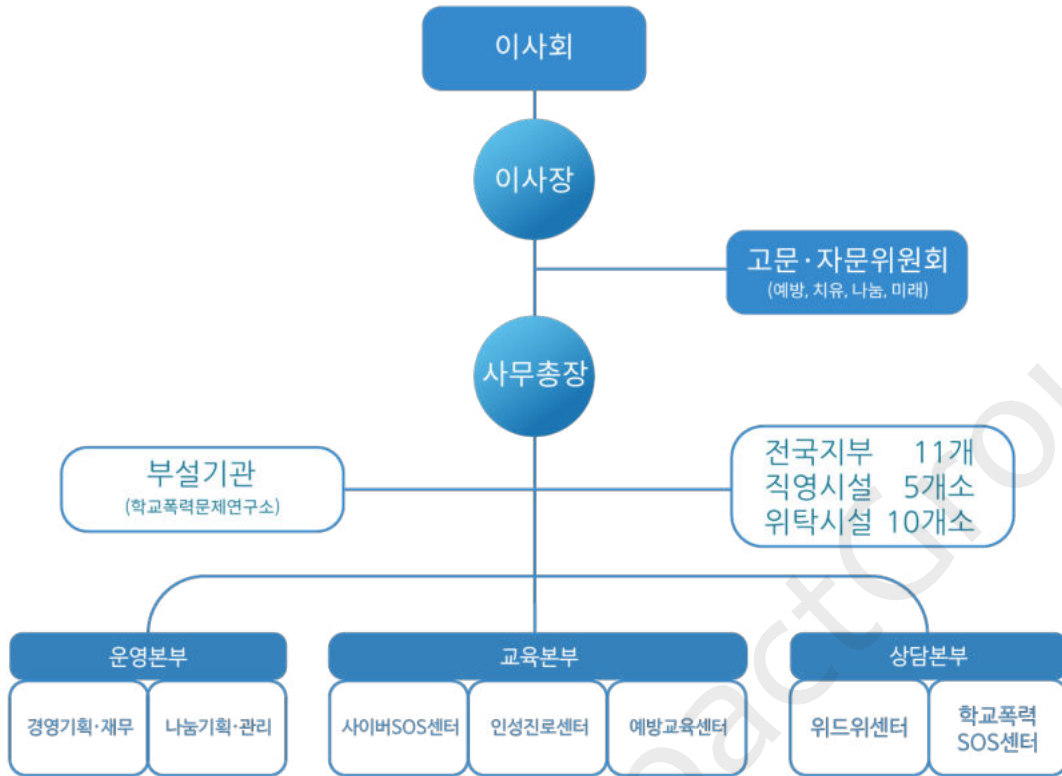 이사회
이사장
고문·자문위원회
(예방, 치유, 나눔, 미래)
사무총장
부설기관
(학교폭력문제연구소)
전국지부 11개
직영시설 5개소
위탁시설 10개소
운영본부
경영기획·재무
나눔기획·관리
교육본부
사이버SOS센터
인성진로센터
예방교육센터
상담본부
위드위센터
학교폭력
SOS센터